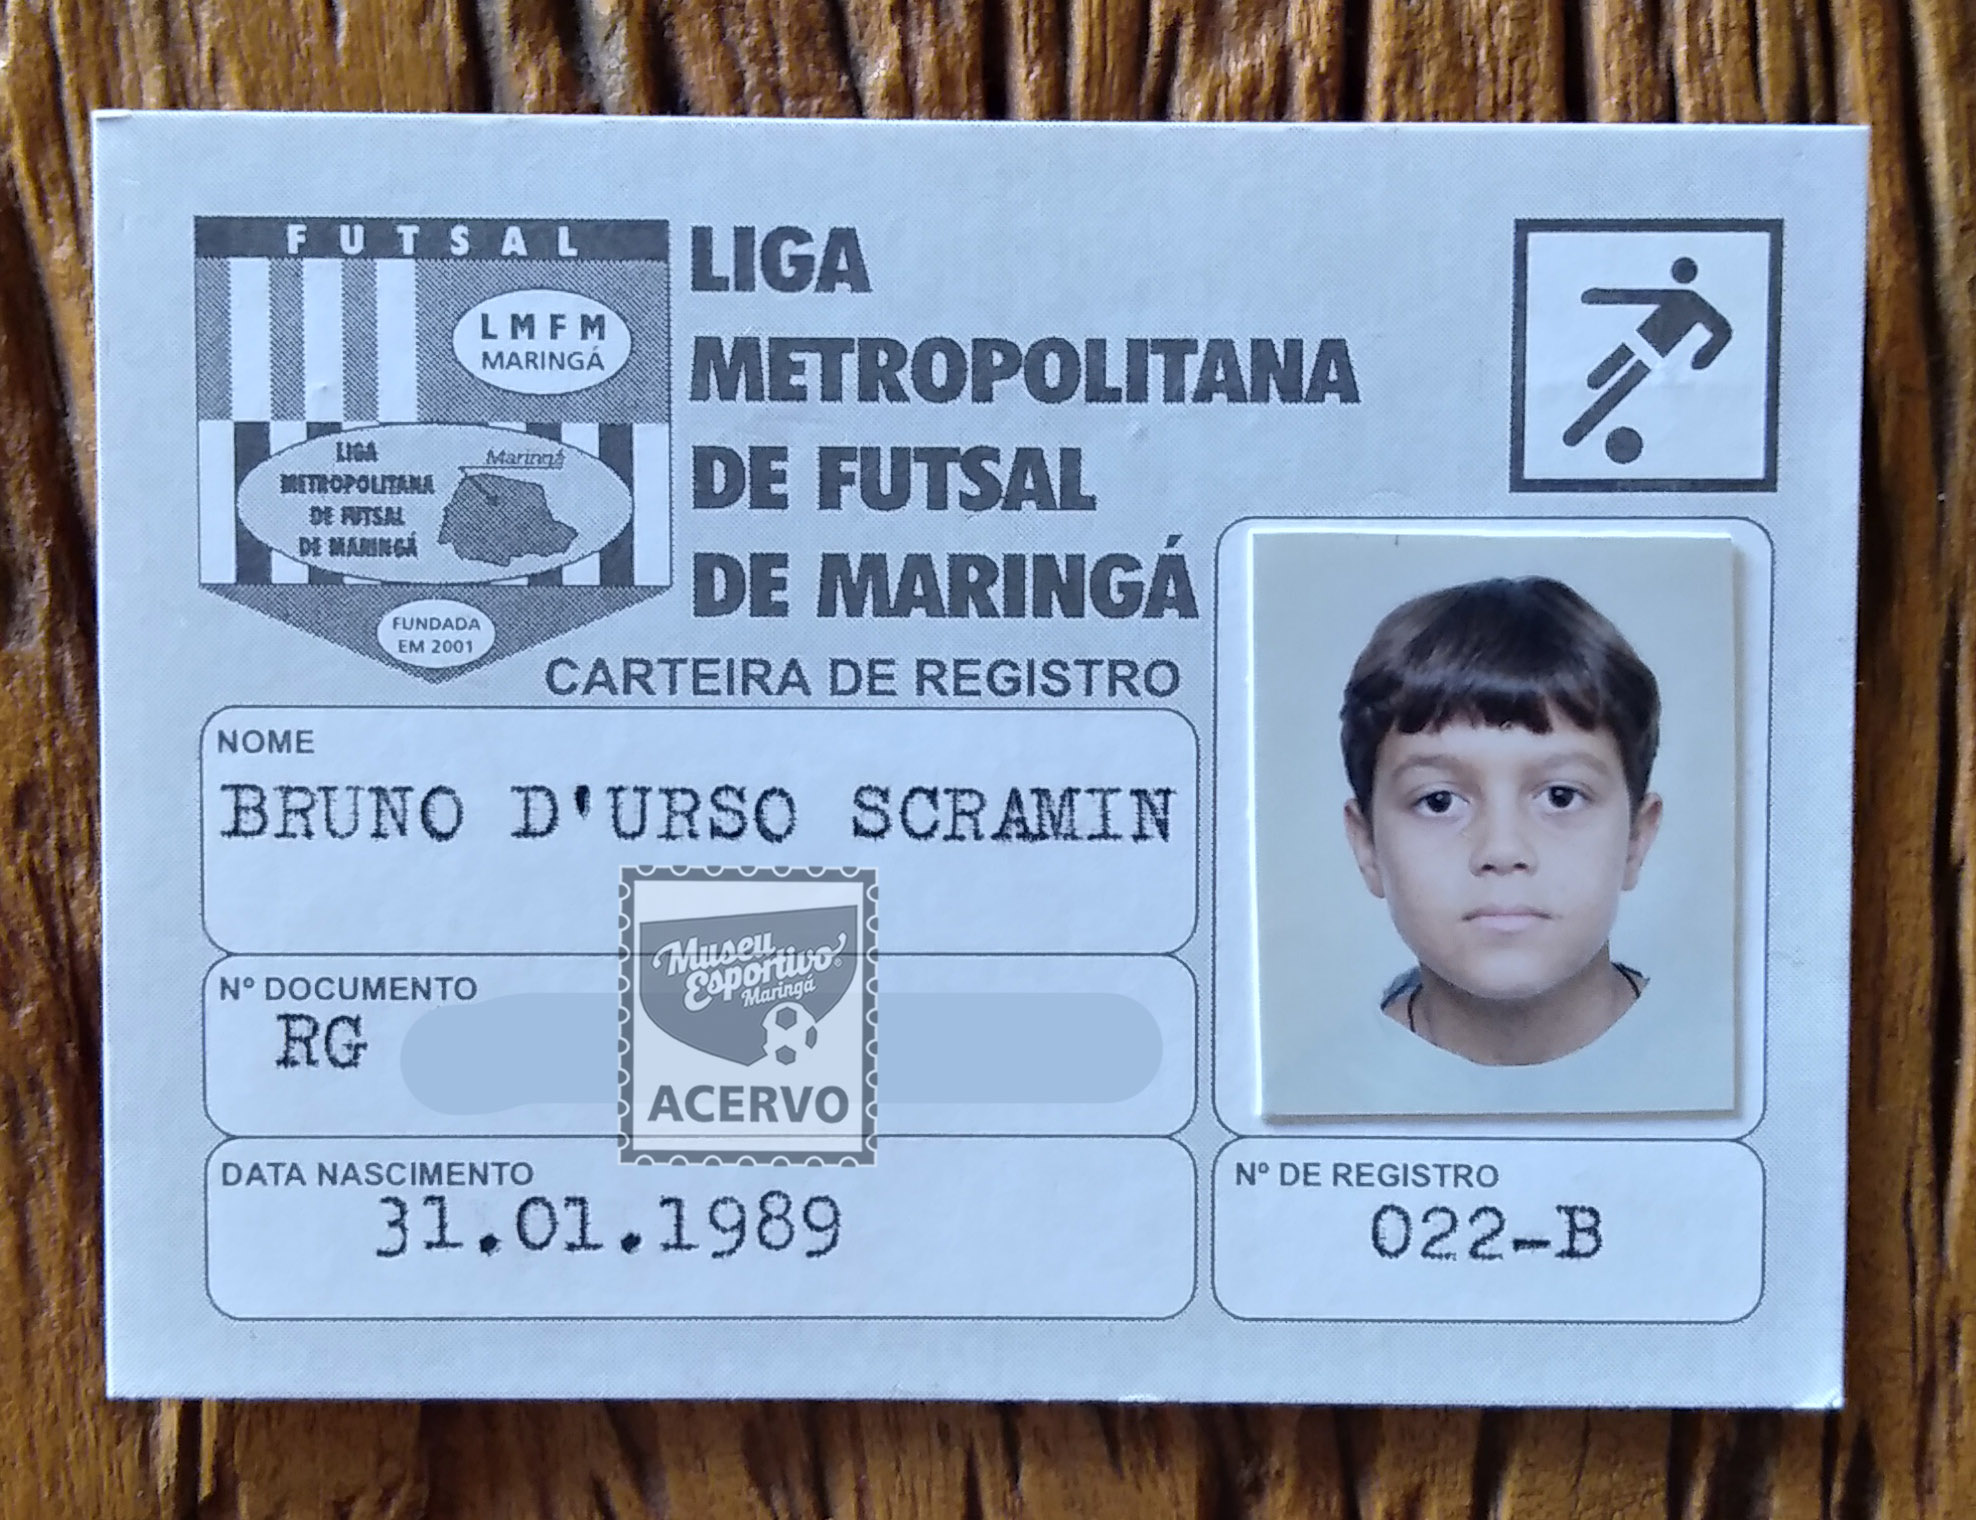 FUTSAL
LMFM
MARINGÁ
LIGA
METROPOLITANA
DE FUTSAL
DE MARINGÁ
Maringá
FUNDADA
EM 2001
LIGA
METROPOLITANA
DE FUTSAL
DE MARINGÁ
CARTEIRA DE REGISTRO
NOME
BRUNO D'URSO SCRAMIN
Nº DOCUMENTO
RG
Museu
Esportivo
Maringá
ACERVO
DATA NASCIMENTO
31.01.1989
Nº DE REGISTRO
022-B